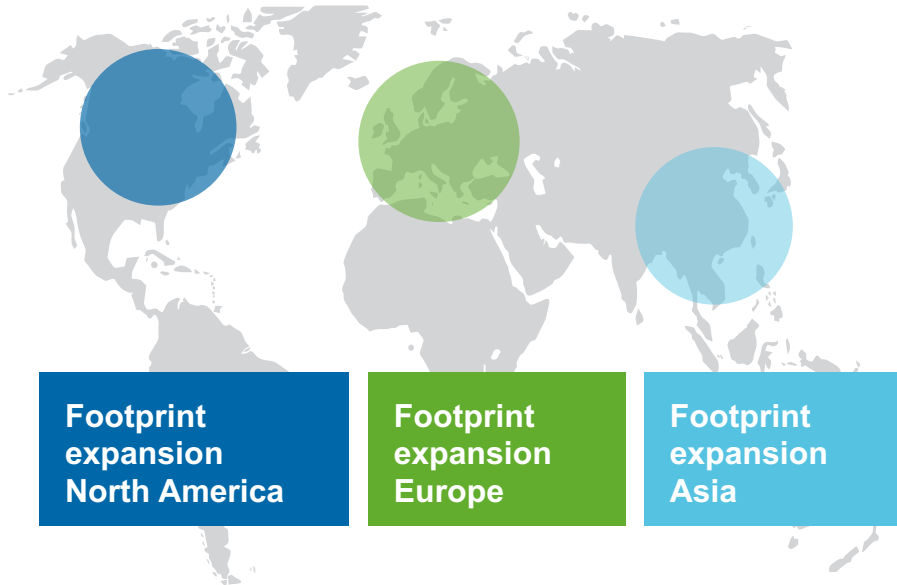 Footprint
expansion
North America
Footprint
expansion
Europe
Footprint
expansion
Asia